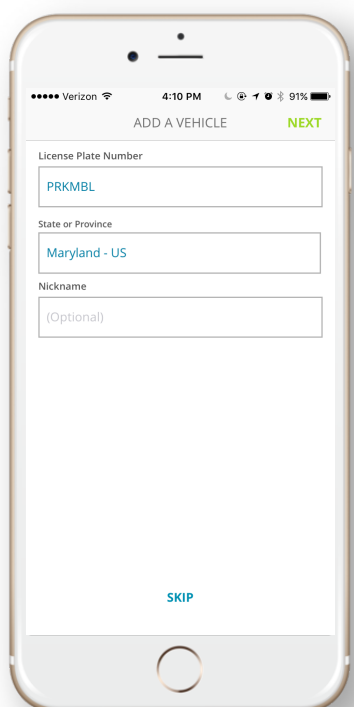 Verizon 4:10 PM 91%
ADD A VEHICLE NEXT
License Plate Number
PRKMBL
State or Province
Maryland - US
Nickname
(Optional)
SKIP